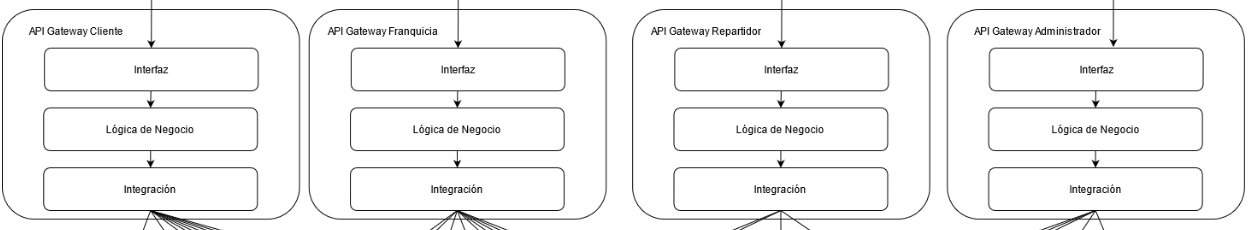 API Gateway Cliente
Interfaz
Lógica de Negocio
Integración
API Gateway Franquicia
Interfaz
Lógica de Negocio
Integración
API Gateway Repartidor
Interfaz
Lógica de Negocio
Integración
API Gateway Administrador
Interfaz
Lógica de Negocio
Integración